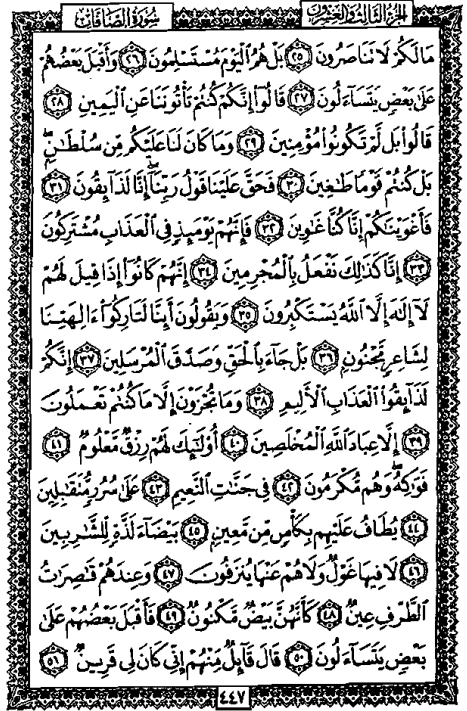 الجزء الثالث والعشرون سورة الصافات
مَا لَكُمْ لَا تَنَاصَرُونَ ٢٥ بَلْ هُمُ الْيَوْمَ مُسْتَسْلِمُونَ ٢٦ وَأَقْبَلَ بَعْضُهُمْ
عَلَىٰ بَعْضٍ يَتَسَاءَلُونَ ٢٧ قَالُوا إِنَّكُمْ كُنتُمْ تَأْتُونَنَا عَنِ الْيَمِينِ ٢٨
قَالُوا بَل لَّمْ تَكُونُوا مُؤْمِنِينَ ٢٩ وَمَا كَانَ لَنَا عَلَيْكُم مِّن سُلْطَانٍ ۖ
بَلْ كُنتُمْ قَوْمًا طَاغِينَ ٣٠ فَحَقَّ عَلَيْنَا قَوْلُ رَبِّنَا ۖ إِنَّا لَذَائِقُونَ ٣١
فَأَغْوَيْنَاكُمْ إِنَّا كُنَّا غَاوِينَ ٣٢ فَإِنَّهُمْ يَوْمَئِذٍ فِي الْعَذَابِ مُشْتَرِكُونَ
٣٣ إِنَّا كَذَٰلِكَ نَفْعَلُ بِالْمُجْرِمِينَ ٣٤ إِنَّهُمْ كَانُوا إِذَا قِيلَ لَهُمْ
لَا إِلَٰهَ إِلَّا اللَّهُ يَسْتَكْبِرُونَ ٣٥ وَيَقُولُونَ أَئِنَّا لَتَارِكُوا آلِهَتِنَا
لِشَاعِرٍ مَّجْنُونٍ ٣٦ بَلْ جَاءَ بِالْحَقِّ وَصَدَّقَ الْمُرْسَلِينَ ٣٧ إِنَّكُمْ
لَذَائِقُوا الْعَذَابِ الْأَلِيمِ ٣٨ وَمَا تُجْزَوْنَ إِلَّا مَا كُنتُمْ تَعْمَلُونَ
٣٩ إِلَّا عِبَادَ اللَّهِ الْمُخْلَصِينَ ٤٠ أُولَٰئِكَ لَهُمْ رِزْقٌ مَّعْلُومٌ ٤١
فَوَاكِهُ ۖ وَهُم مُّكْرَمُونَ ٤٢ فِي جَنَّاتِ النَّعِيمِ ٤٣ عَلَىٰ سُرُرٍ مُّتَقَابِلِينَ
٤٤ يُطَافُ عَلَيْهِم بِكَأْسٍ مِّن مَّعِينٍ ٤٥ بَيْضَاءَ لَذَّةٍ لِّلشَّارِبِينَ
٤٦ لَا فِيهَا غَوْلٌ وَلَا هُمْ عَنْهَا يُنزَفُونَ ٤٧ وَعِندَهُمْ قَاصِرَاتُ
الطَّرْفِ عِينٌ ٤٨ كَأَنَّهُنَّ بَيْضٌ مَّكْنُونٌ ٤٩ فَأَقْبَلَ بَعْضُهُمْ عَلَىٰ
بَعْضٍ يَتَسَاءَلُونَ ٥٠ قَالَ قَائِلٌ مِّنْهُمْ إِنِّي كَانَ لِي قَرِينٌ ٥١
٤٤٧